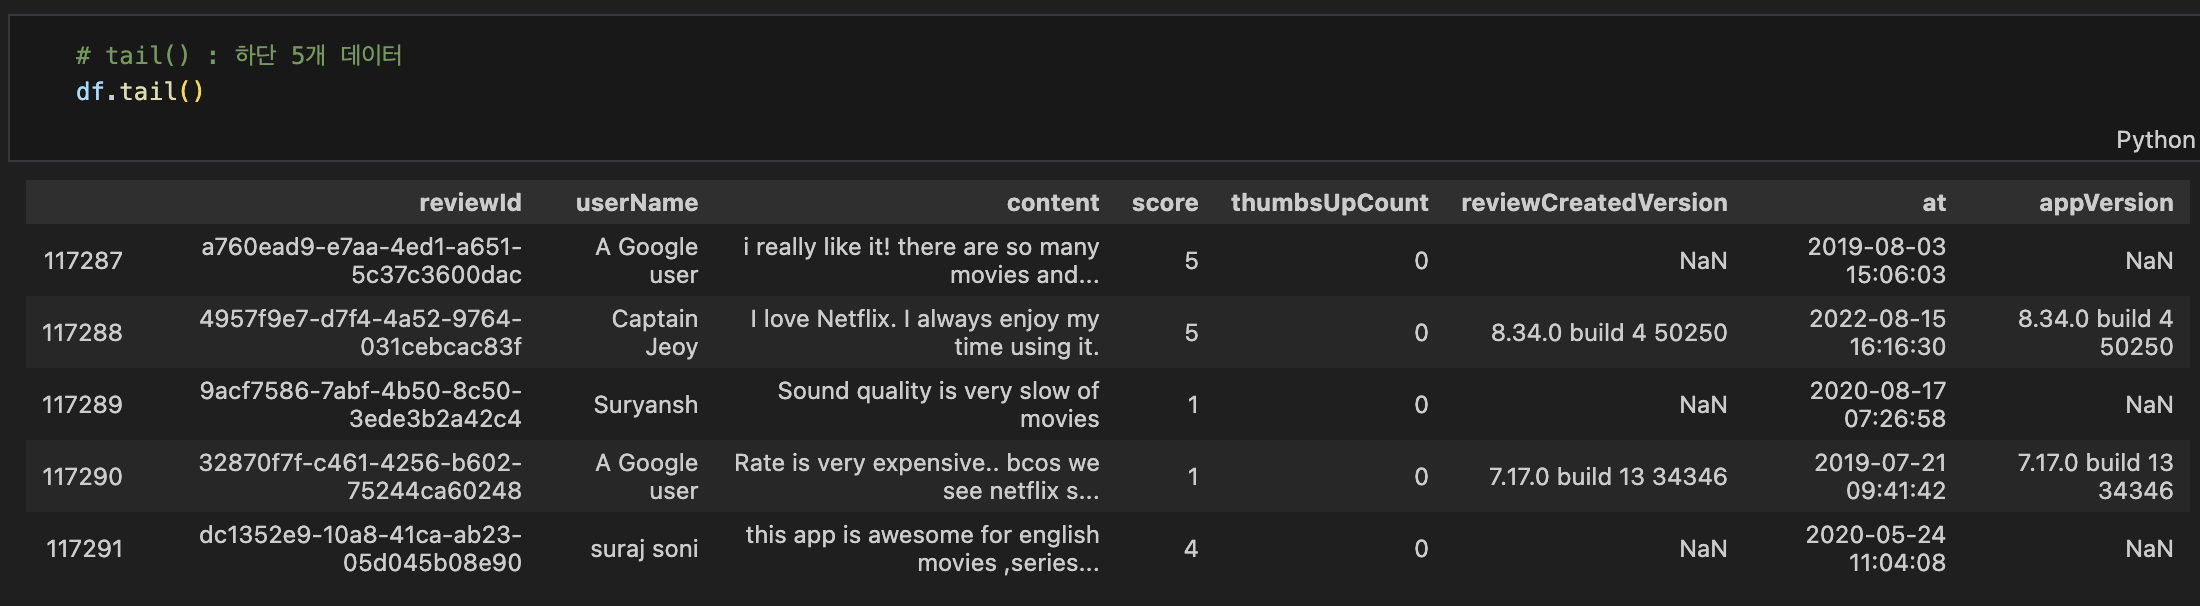 # tail() : 하단 5개 데이터
df.tail()
Python
reviewId userName content score thumbsUpCount reviewCreatedVersion at appVersion
117287 a760ead9-e7aa-4ed1-a651-5c37c3600dac A Google user i really like it! there are so many movies and... 5 0 NaN 2019-08-03 15:06:03 NaN
117288 4957f9e7-d7f4-4a52-9764-031cebcac83f Captain Jeoy I love Netflix. I always enjoy my time using it. 5 0 8.34.0 build 4 50250 2022-08-15 16:16:30 8.34.0 build 4 50250
117289 9acf7586-7abf-4b50-8c50-3ede3b2a42c4 Suryansh Sound quality is very slow of movies 1 0 NaN 2020-08-17 07:26:58 NaN
117290 32870f7f-c461-4256-b602-75244ca60248 A Google user Rate is very expensive.. bcos we see netflix s... 1 0 7.17.0 build 13 34346 2019-07-21 09:41:42 7.17.0 build 13 34346
117291 dc1352e9-10a8-41ca-ab23-05d045b08e90 suraj soni this app is awesome for english movies ,series... 4 0 NaN 2020-05-24 11:04:08 NaN